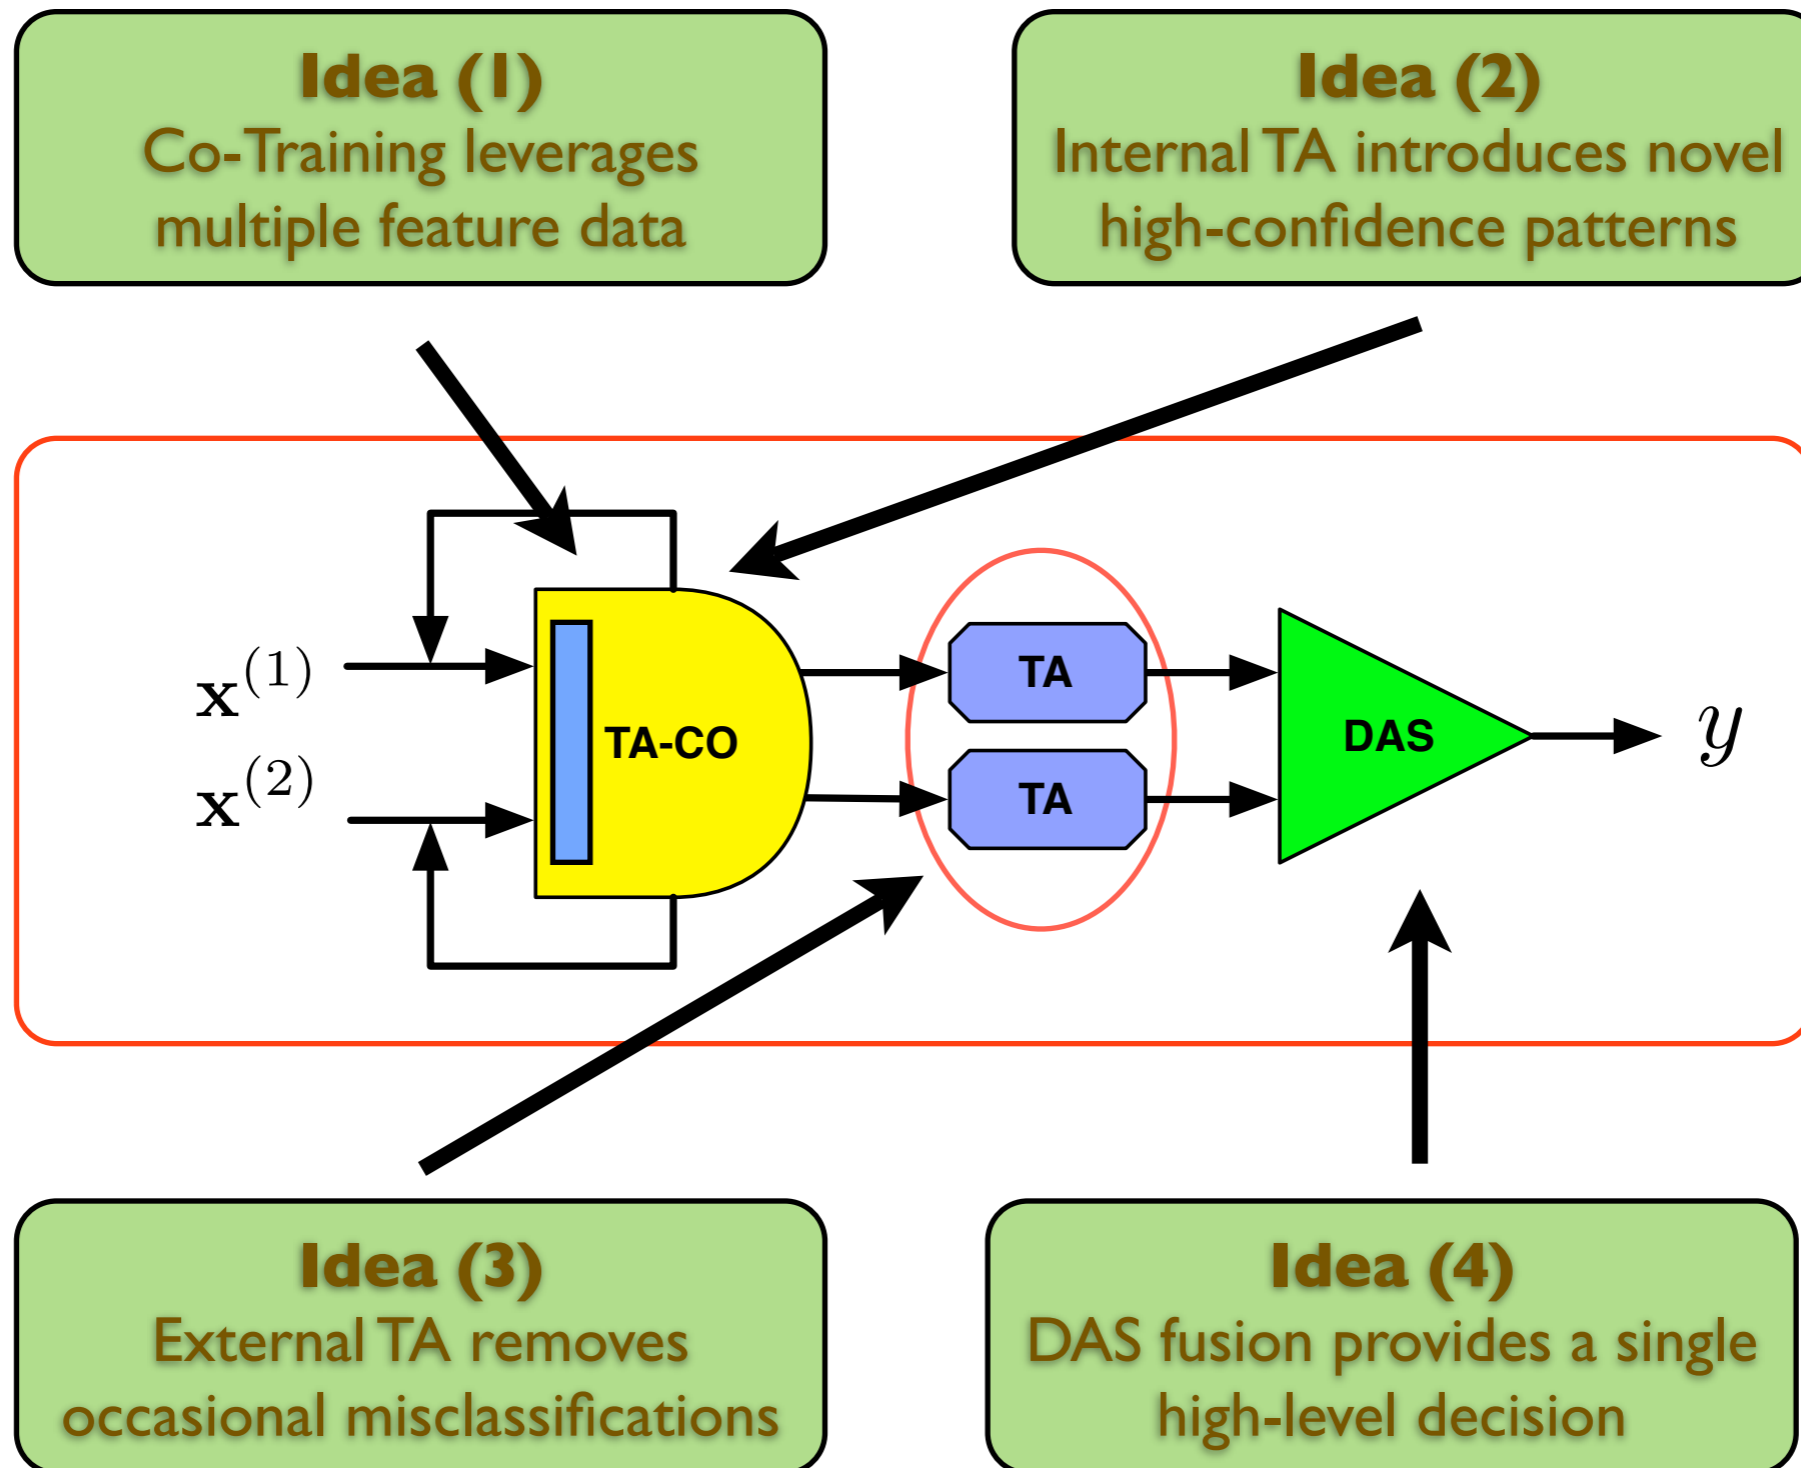 Idea (1)
Co-Training leverages
multiple feature data
Idea (2)
Internal TA introduces novel
high-confidence patterns
x^(1)
x^(2)
TA-CO
TA
TA
DAS
y
Idea (3)
External TA removes
occasional misclassifications
Idea (4)
DAS fusion provides a single
high-level decision